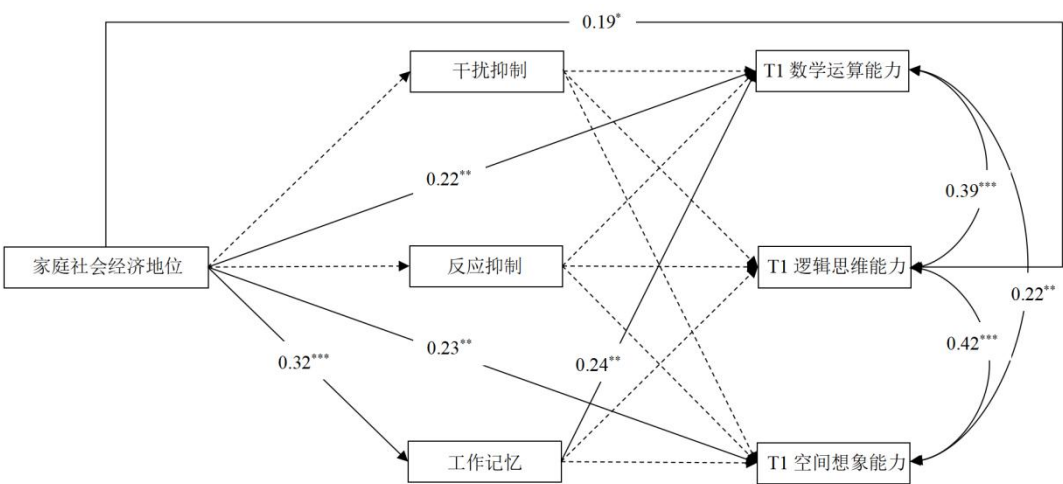 0.19*
干扰抑制
T1 数学运算能力
0.22**
0.39***
家庭社会经济地位
反应抑制
T1 逻辑思维能力
0.22**
0.42***
0.32***
0.23**
0.24**
工作记忆
T1 空间想象能力